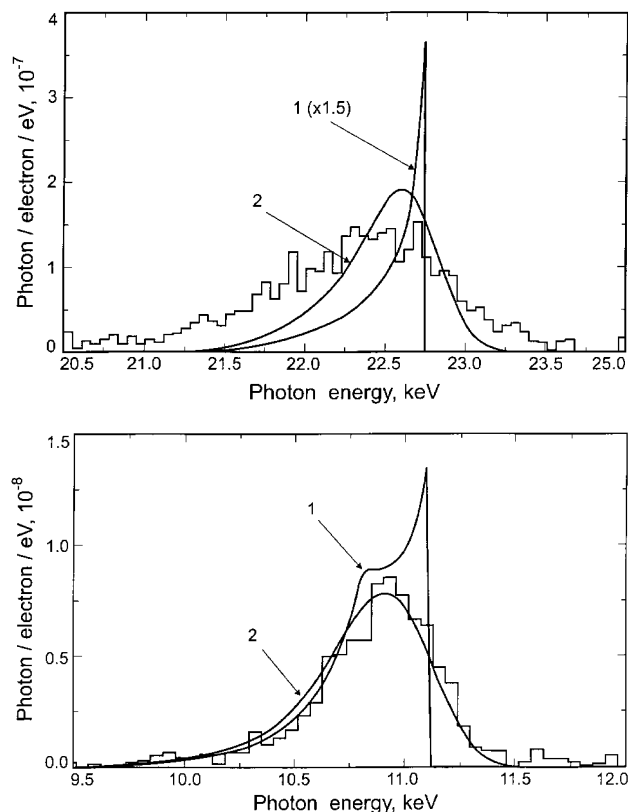 Photon / electron / eV, 10⁻⁷
4
3
2
1
0
1 (x1.5)
2
20.5 21.0 21.5 22.0 22.5 23.0 23.5 25.0
Photon energy, keV
Photon / electron / eV, 10⁻⁸
1.5
1.0
0.5
0.0
1
2
9.5 10.0 10.5 11.0 11.5 12.0
Photon energy, keV